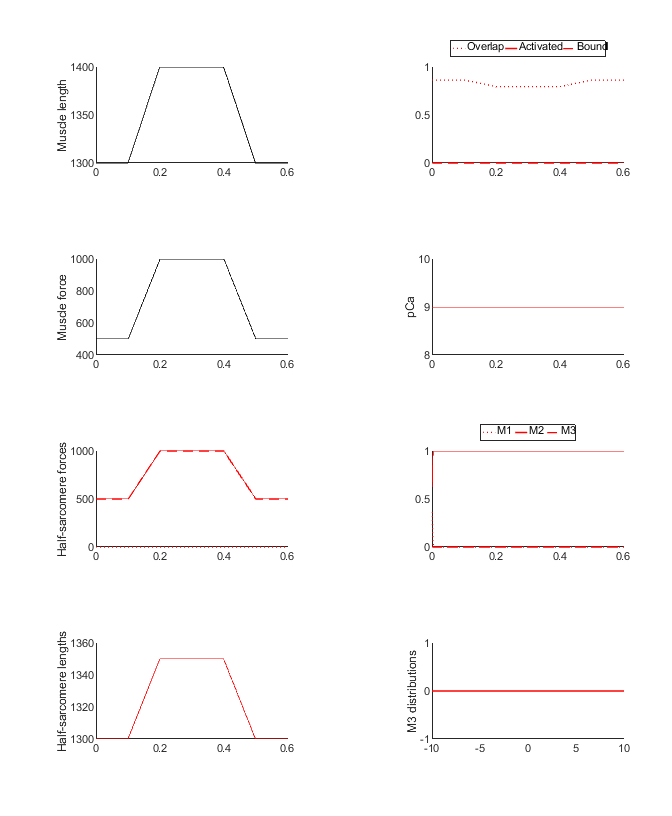 Overlap Activated Bound
Muscle length
1400
1350
1300
0 0.2 0.4 0.6
1
0.5
0
0 0.2 0.4 0.6
Muscle force
1000
800
600
400
0 0.2 0.4 0.6
pCa
10
9
8
0 0.2 0.4 0.6
Half-sarcomere forces
1000
500
0
0 0.2 0.4 0.6
M1 M2 M3
1
0.5
0
0 0.2 0.4 0.6
Half-sarcomere lengths
1360
1340
1320
1300
0 0.2 0.4 0.6
M3 distributions
1
0
-1
-10 -5 0 5 10